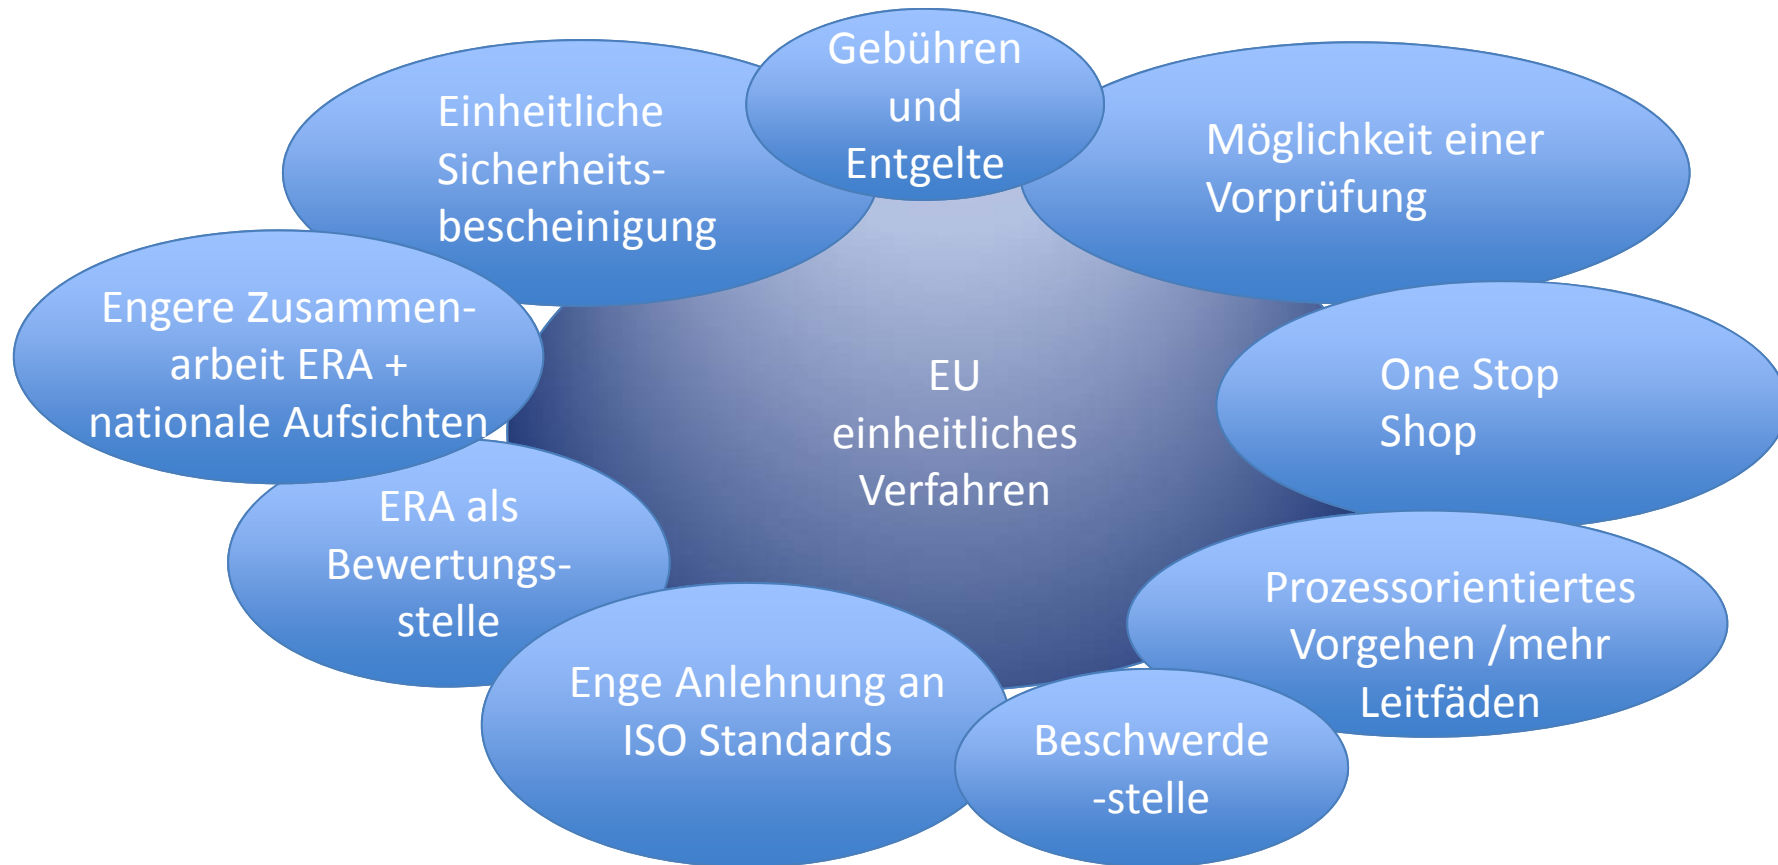 Gebühren
und
Entgelte
Einheitliche
Sicherheits-
bescheinigung
Möglichkeit einer
Vorprüfung
Engere Zusammen-
arbeit ERA +
nationale Aufsichten
EU
einheitliches
Verfahren
One Stop
Shop
ERA als
Bewertungs-
stelle
Prozessorientiertes
Vorgehen /mehr
Leitfäden
Enge Anlehnung an
ISO Standards
Beschwerde
-stelle